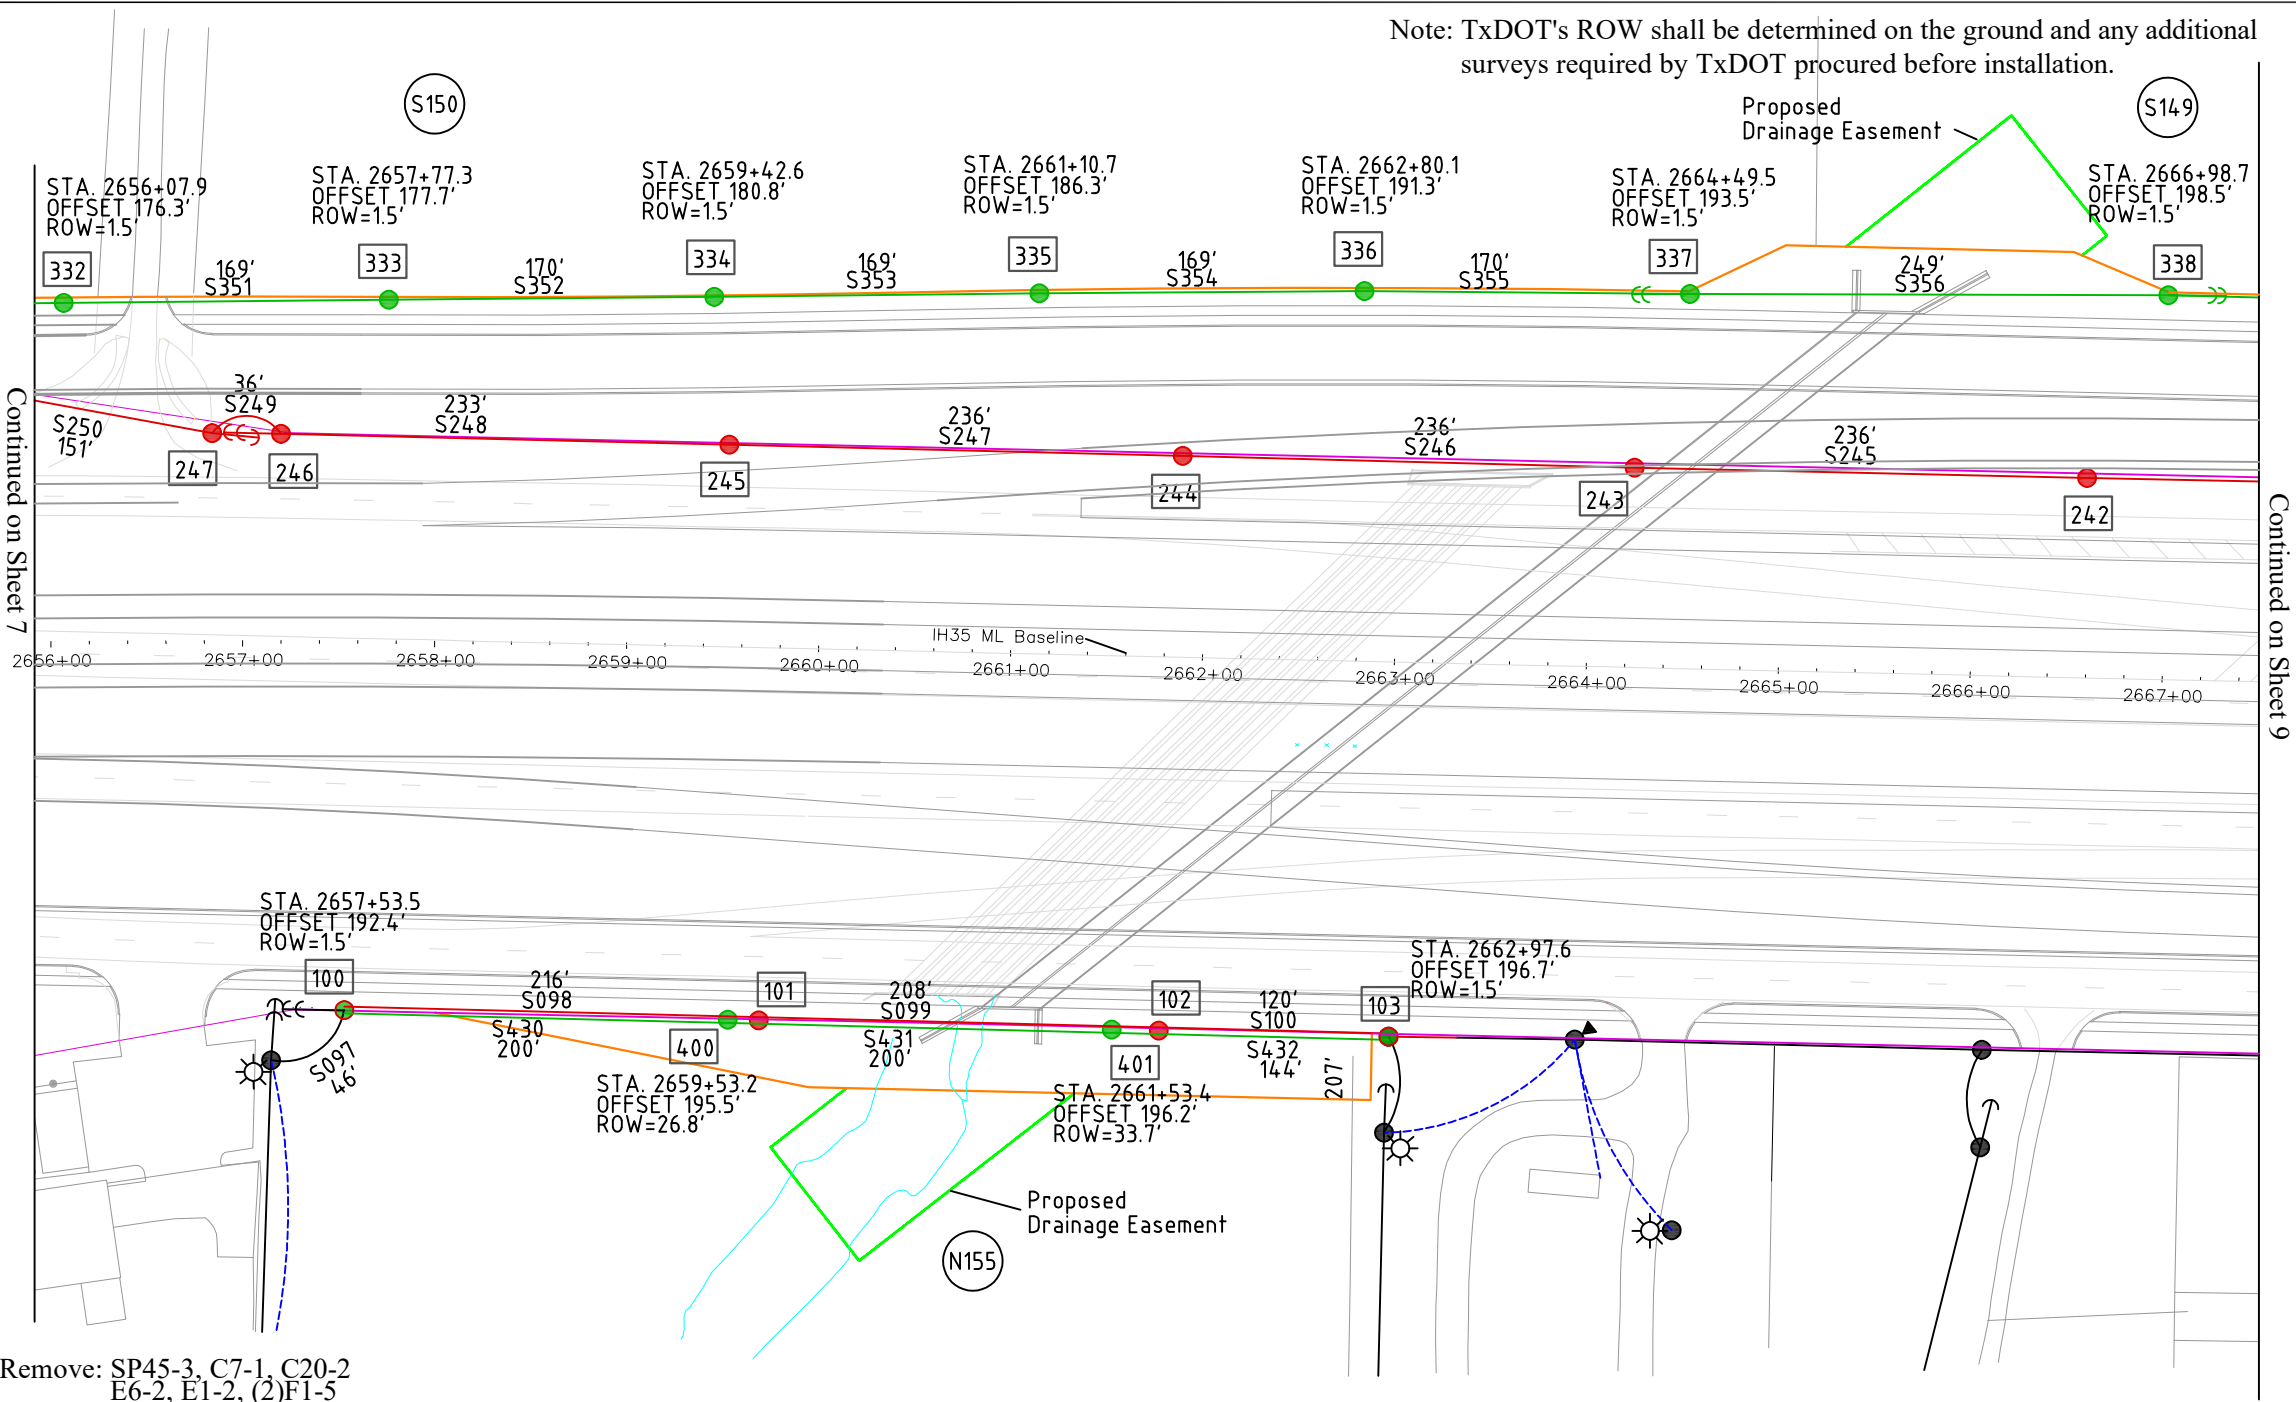 Note: TxDOT's ROW shall be determined on the ground and any additional
surveys required by TxDOT procured before installation.
S150
Proposed
Drainage Easement
S149
STA. 2656+07.9
OFFSET 176.3'
ROW=1.5'
STA. 2657+77.3
OFFSET 177.7'
ROW=1.5'
STA. 2659+42.6
OFFSET 180.8'
ROW=1.5'
STA. 2661+10.7
OFFSET 186.3'
ROW=1.5'
STA. 2662+80.1
OFFSET 191.3'
ROW=1.5'
STA. 2664+49.5
OFFSET 193.5'
ROW=1.5'
STA. 2666+98.7
OFFSET 198.5'
ROW=1.5'
332
169'
S351
333
170'
S352
334
169'
S353
335
169'
S354
336
170'
S355
337
249'
S356
338
Continued on Sheet 7
S250
151'
36'
S249
247
246
233'
S248
245
236'
S247
244
236'
S246
243
236'
S245
242
Continued on Sheet 9
IH35 ML Baseline
2656+00
2657+00
2658+00
2659+00
2660+00
2661+00
2662+00
2663+00
2664+00
2665+00
2666+00
2667+00
STA. 2657+53.5
OFFSET 192.4'
ROW=1.5'
100
216'
S098
101
208'
S099
102
120'
S100
103
STA. 2662+97.6
OFFSET 196.7'
ROW=1.5'
S097
46'
S430
200'
400
S431
200'
401
S432
144'
207'
STA. 2659+53.2
OFFSET 195.5'
ROW=26.8'
STA. 2661+53.4
OFFSET 196.2'
ROW=33.7'
Proposed
Drainage Easement
N155
Remove: SP45-3, C7-1, C20-2
E6-2, E1-2, (2)F1-5